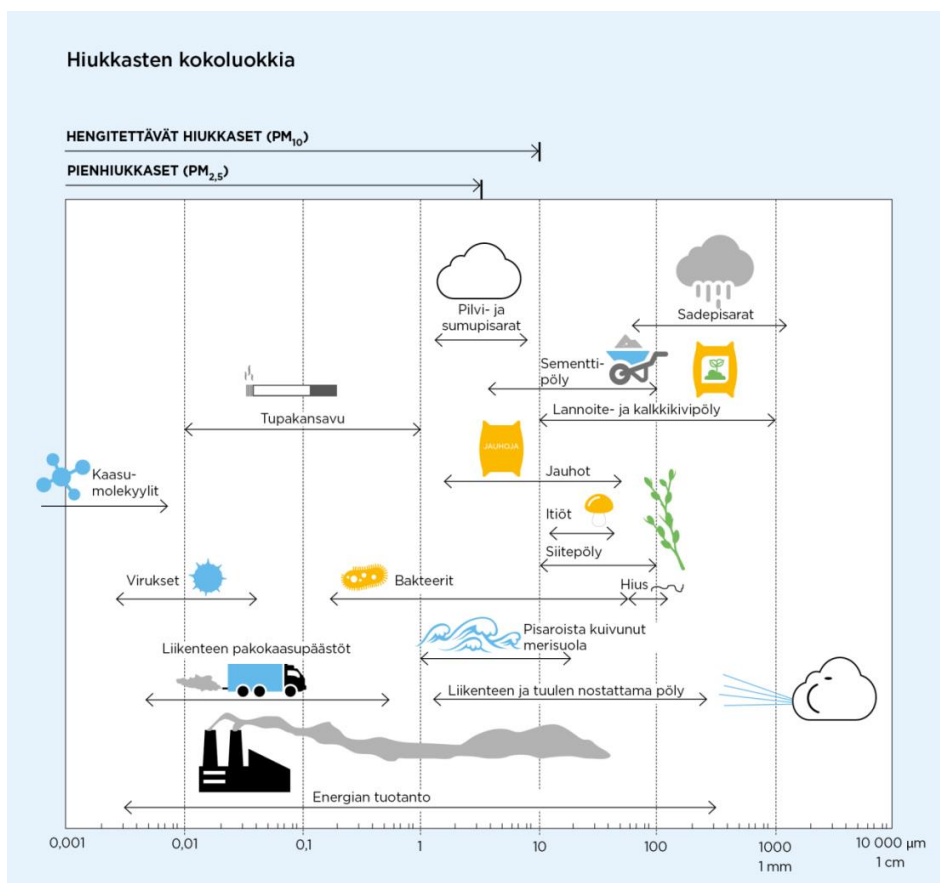 Hiukkasten kokoluokkia
HENGITETTÄVÄT HIUKKASET (PM10)
PIENHIUKKASET (PM2,5)
Pilvi- ja
sumupisarat
Sadepisarat
Sementti-
pöly
Lannoite- ja kalkkikivipöly
Tupakansavu
JAUHOJA
Jauhot
Kaasu-
molekyylit
Itiöt
Siitepöly
Virukset
Bakteerit
Hius
Pisaroista kuivunut
merisuola
Liikenteen pakokaasupäästöt
Liikenteen ja tuulen nostattama pöly
Energian tuotanto
0,001 0,01 0,1 1 10 100 1000 10 000 µm
1 mm 1 cm